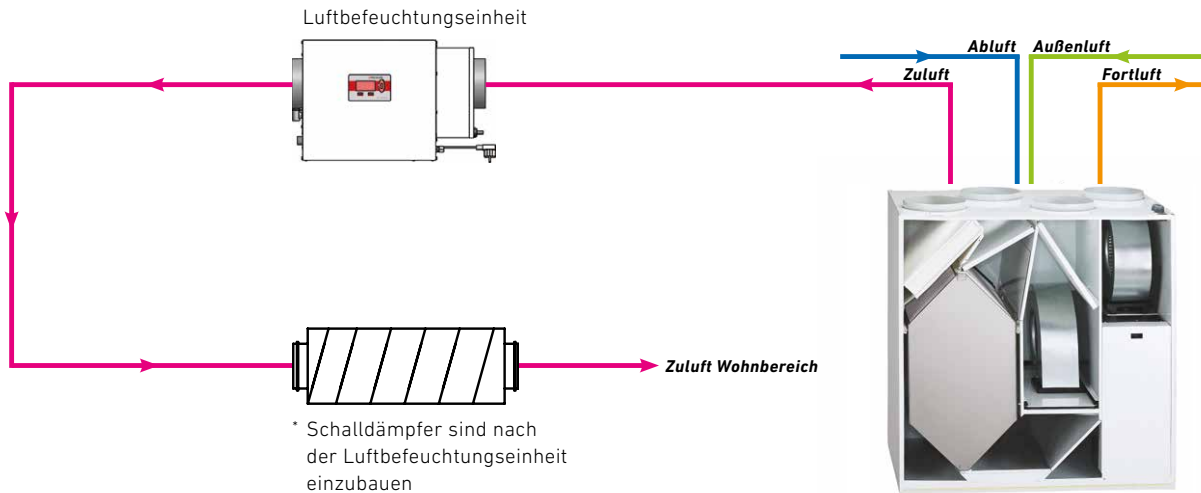 Luftbefeuchtungseinheit
Abluft
Außenluft
Zuluft
Fortluft
Zuluft Wohnbereich
* Schalldämpfer sind nach
der Luftbefeuchtungseinheit
einzubauen